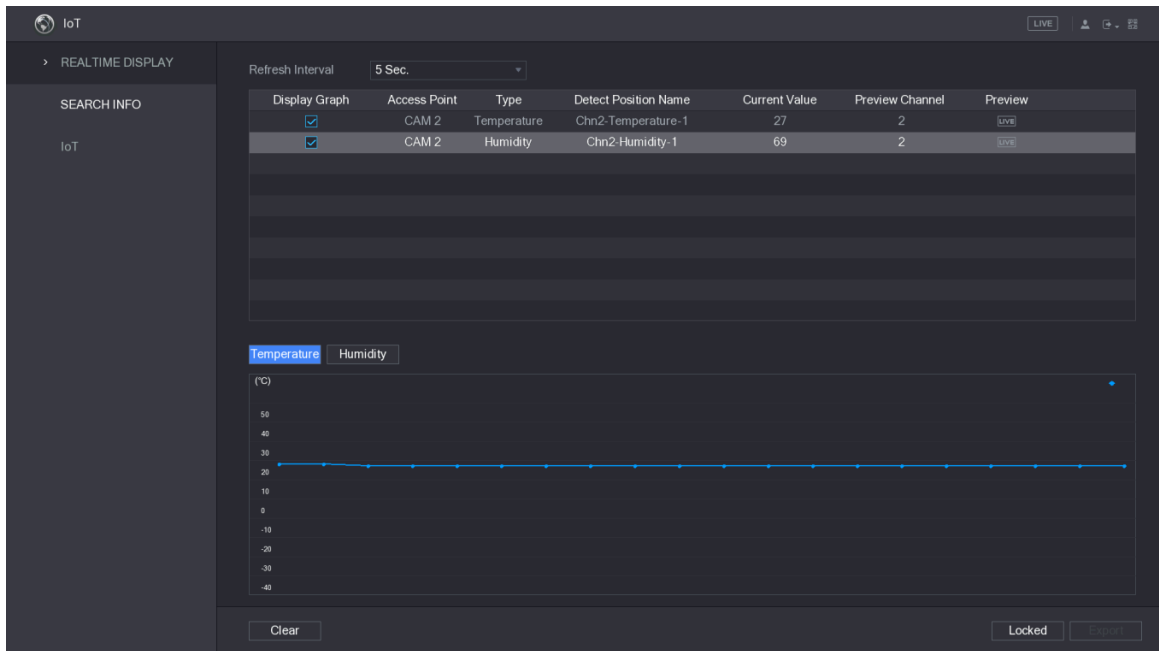 IoT LIVE
REALTIME DISPLAY
SEARCH INFO
IoT
Refresh Interval 5 Sec.
Display Graph Access Point Type Detect Position Name Current Value Preview Channel Preview
CAM 2 Temperature Chn2-Temperature-1 27 2 LIVE
CAM 2 Humidity Chn2-Humidity-1 69 2 LIVE
Temperature Humidity
(℃)
50
40
30
20
10
0
-10
-20
-30
-40
Clear Locked Export